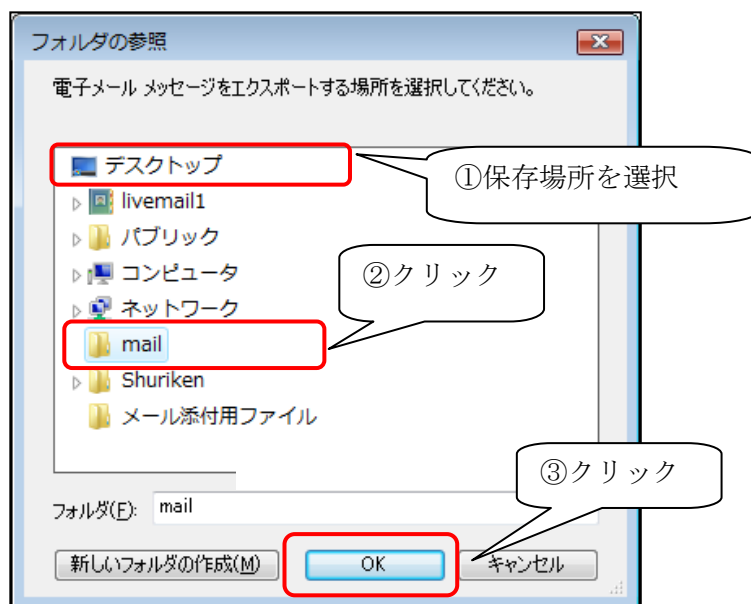 フォルダの参照
電子メール メッセージをエクスポートする場所を選択してください。
デスクトップ
①保存場所を選択
livemail1
パブリック
コンピュータ
②クリック
ネットワーク
mail
Shuriken
メール添付用ファイル
③クリック
フォルダ(F): mail
新しいフォルダの作成(M) OK キャンセル